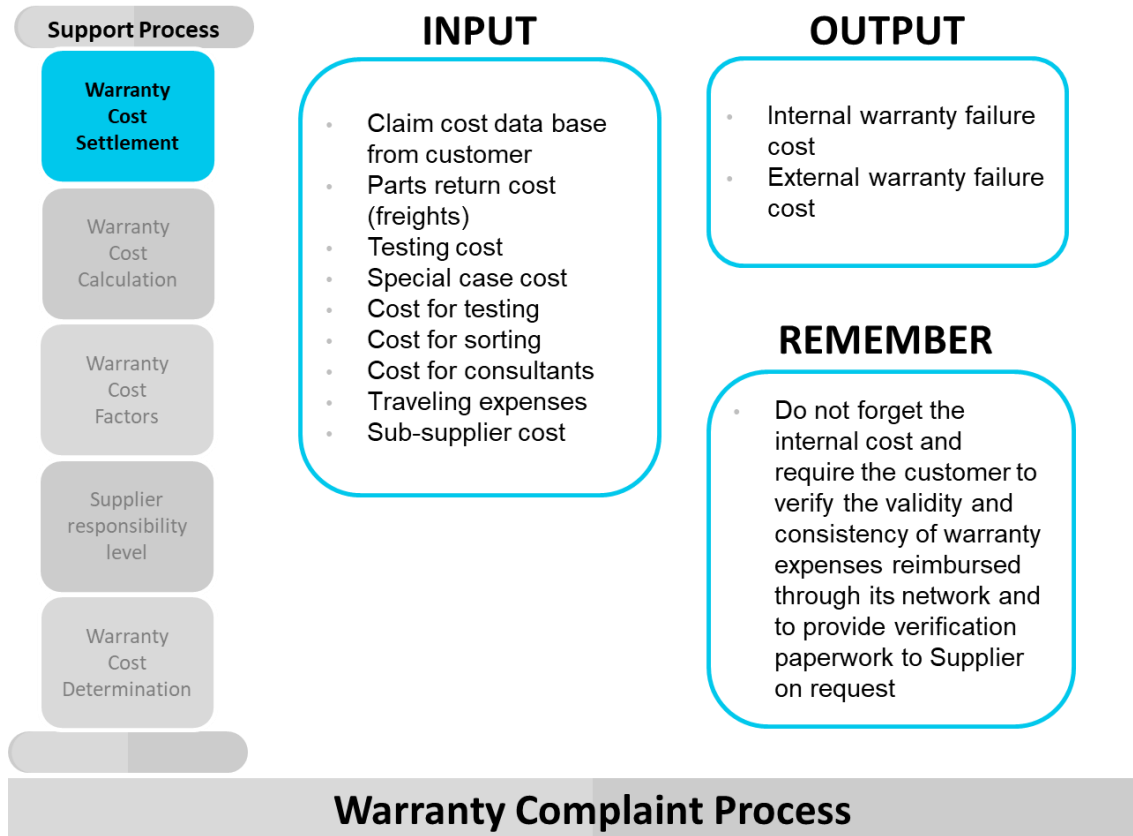 Support Process
Warranty
Cost
Settlement
Warranty
Cost
Calculation
Warranty
Cost
Factors
Supplier
responsibility
level
Warranty
Cost
Determination
INPUT
· Claim cost data base
from customer
· Parts return cost
(freights)
· Testing cost
· Special case cost
· Cost for testing
· Cost for sorting
· Cost for consultants
· Traveling expenses
· Sub-supplier cost
OUTPUT
· Internal warranty failure
cost
· External warranty failure
cost
REMEMBER
· Do not forget the
internal cost and
require the customer to
verify the validity and
consistency of warranty
expenses reimbursed
through its network and
to provide verification
paperwork to Supplier
on request
Warranty Complaint Process